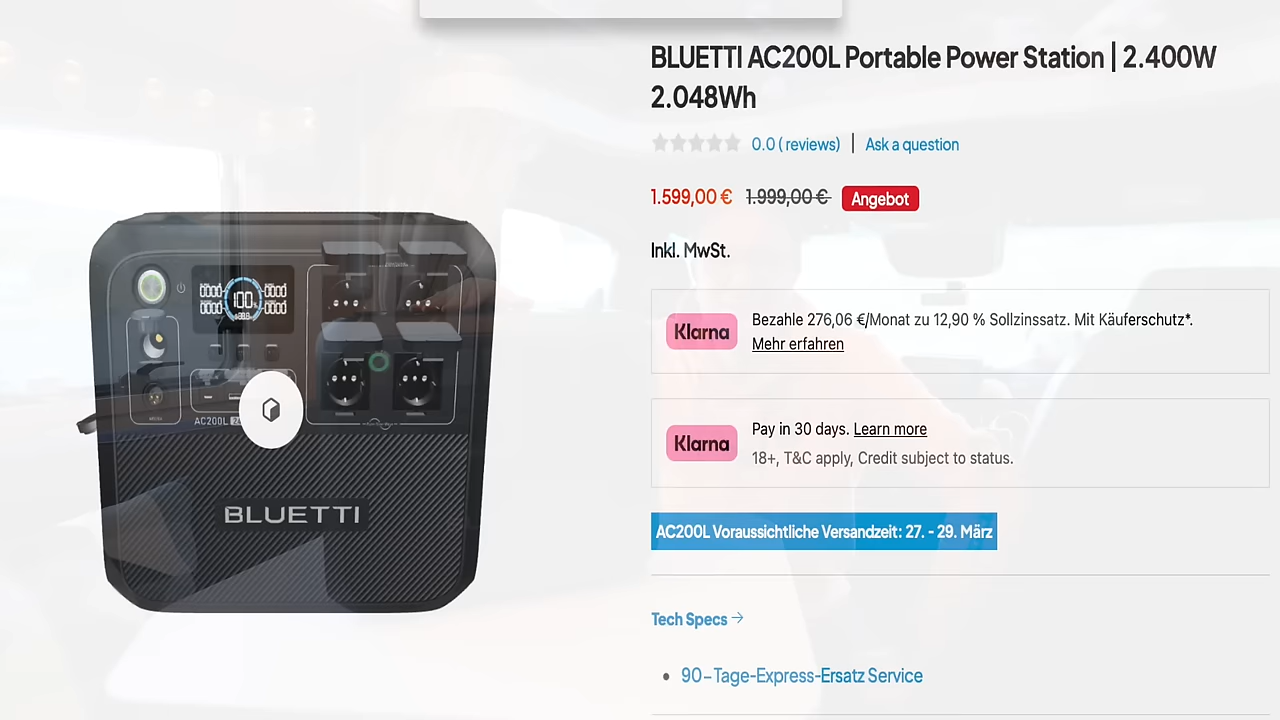 BLUETTI AC200L Portable Power Station | 2.400W
2.048Wh
0.0 ( reviews) | Ask a question
1.599,00 € 1.999,00 € Angebot
Inkl. MwSt.
Klarna
Bezahle 276,06 €/Monat zu 12,90 % Sollzinssatz. Mit Käuferschutz*.
Mehr erfahren
Klarna
Pay in 30 days. Learn more
18+, T&C apply, Credit subject to status.
AC200L Voraussichtliche Versandzeit: 27. - 29. März
Tech Specs →
• 90–Tage-Express-Ersatz Service
100
AC200L
BLUETTI